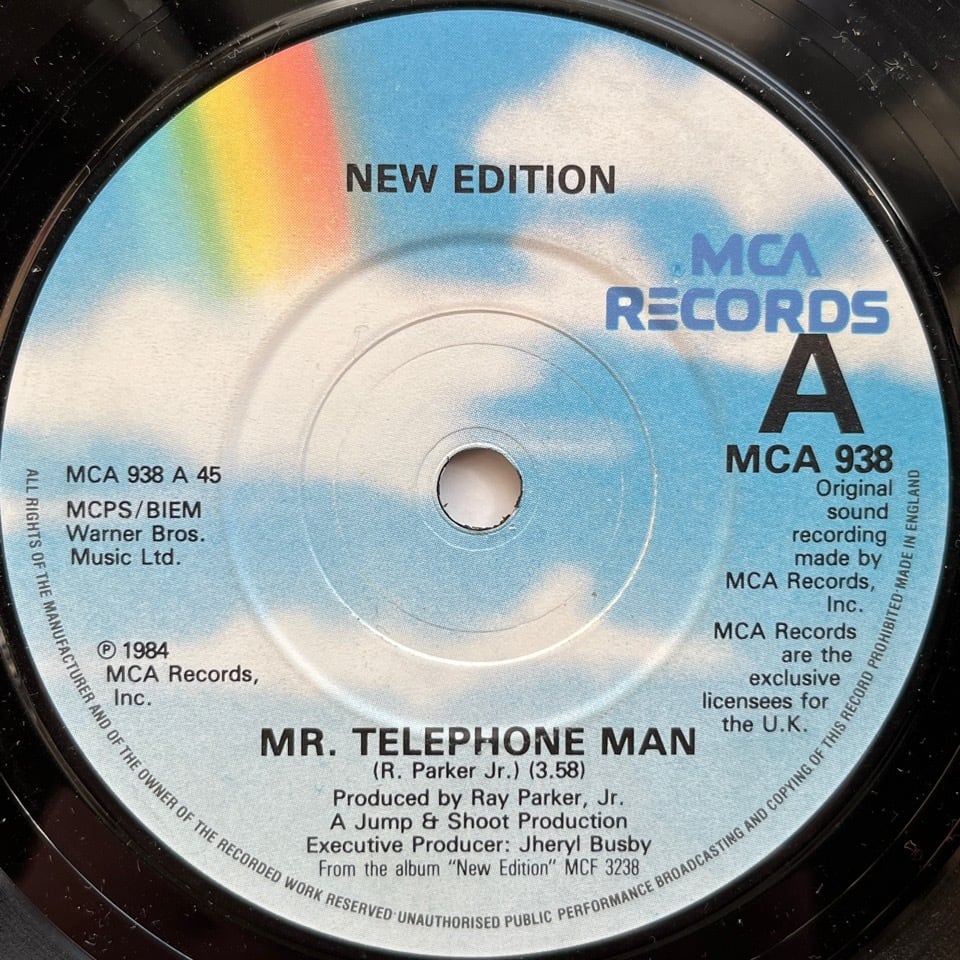 NEW EDITION
® MCA
RECORDS
A
MCA 938
MCA 938 A 45
MCPS/BIEM
Warner Bros.
Music Ltd.
Original
sound
recording
made by
MCA Records,
Inc.
MCA Records
are the
exclusive
licensees for
the U.K.
℗ 1984
MCA Records,
Inc.
MR. TELEPHONE MAN
(R. Parker Jr.) (3.58)
Produced by Ray Parker, Jr.
A Jump & Shoot Production
Executive Producer: Jheryl Busby
From the album "New Edition" MCF 3238
ALL RIGHTS OF THE MANUFACTURER AND OF THE OWNER OF THE RECORDED WORK RESERVED·UNAUTHORISED PUBLIC PERFORMANCE BROADCASTING AND COPYING OF THIS RECORD PROHIBITED·MADE IN ENGLAND